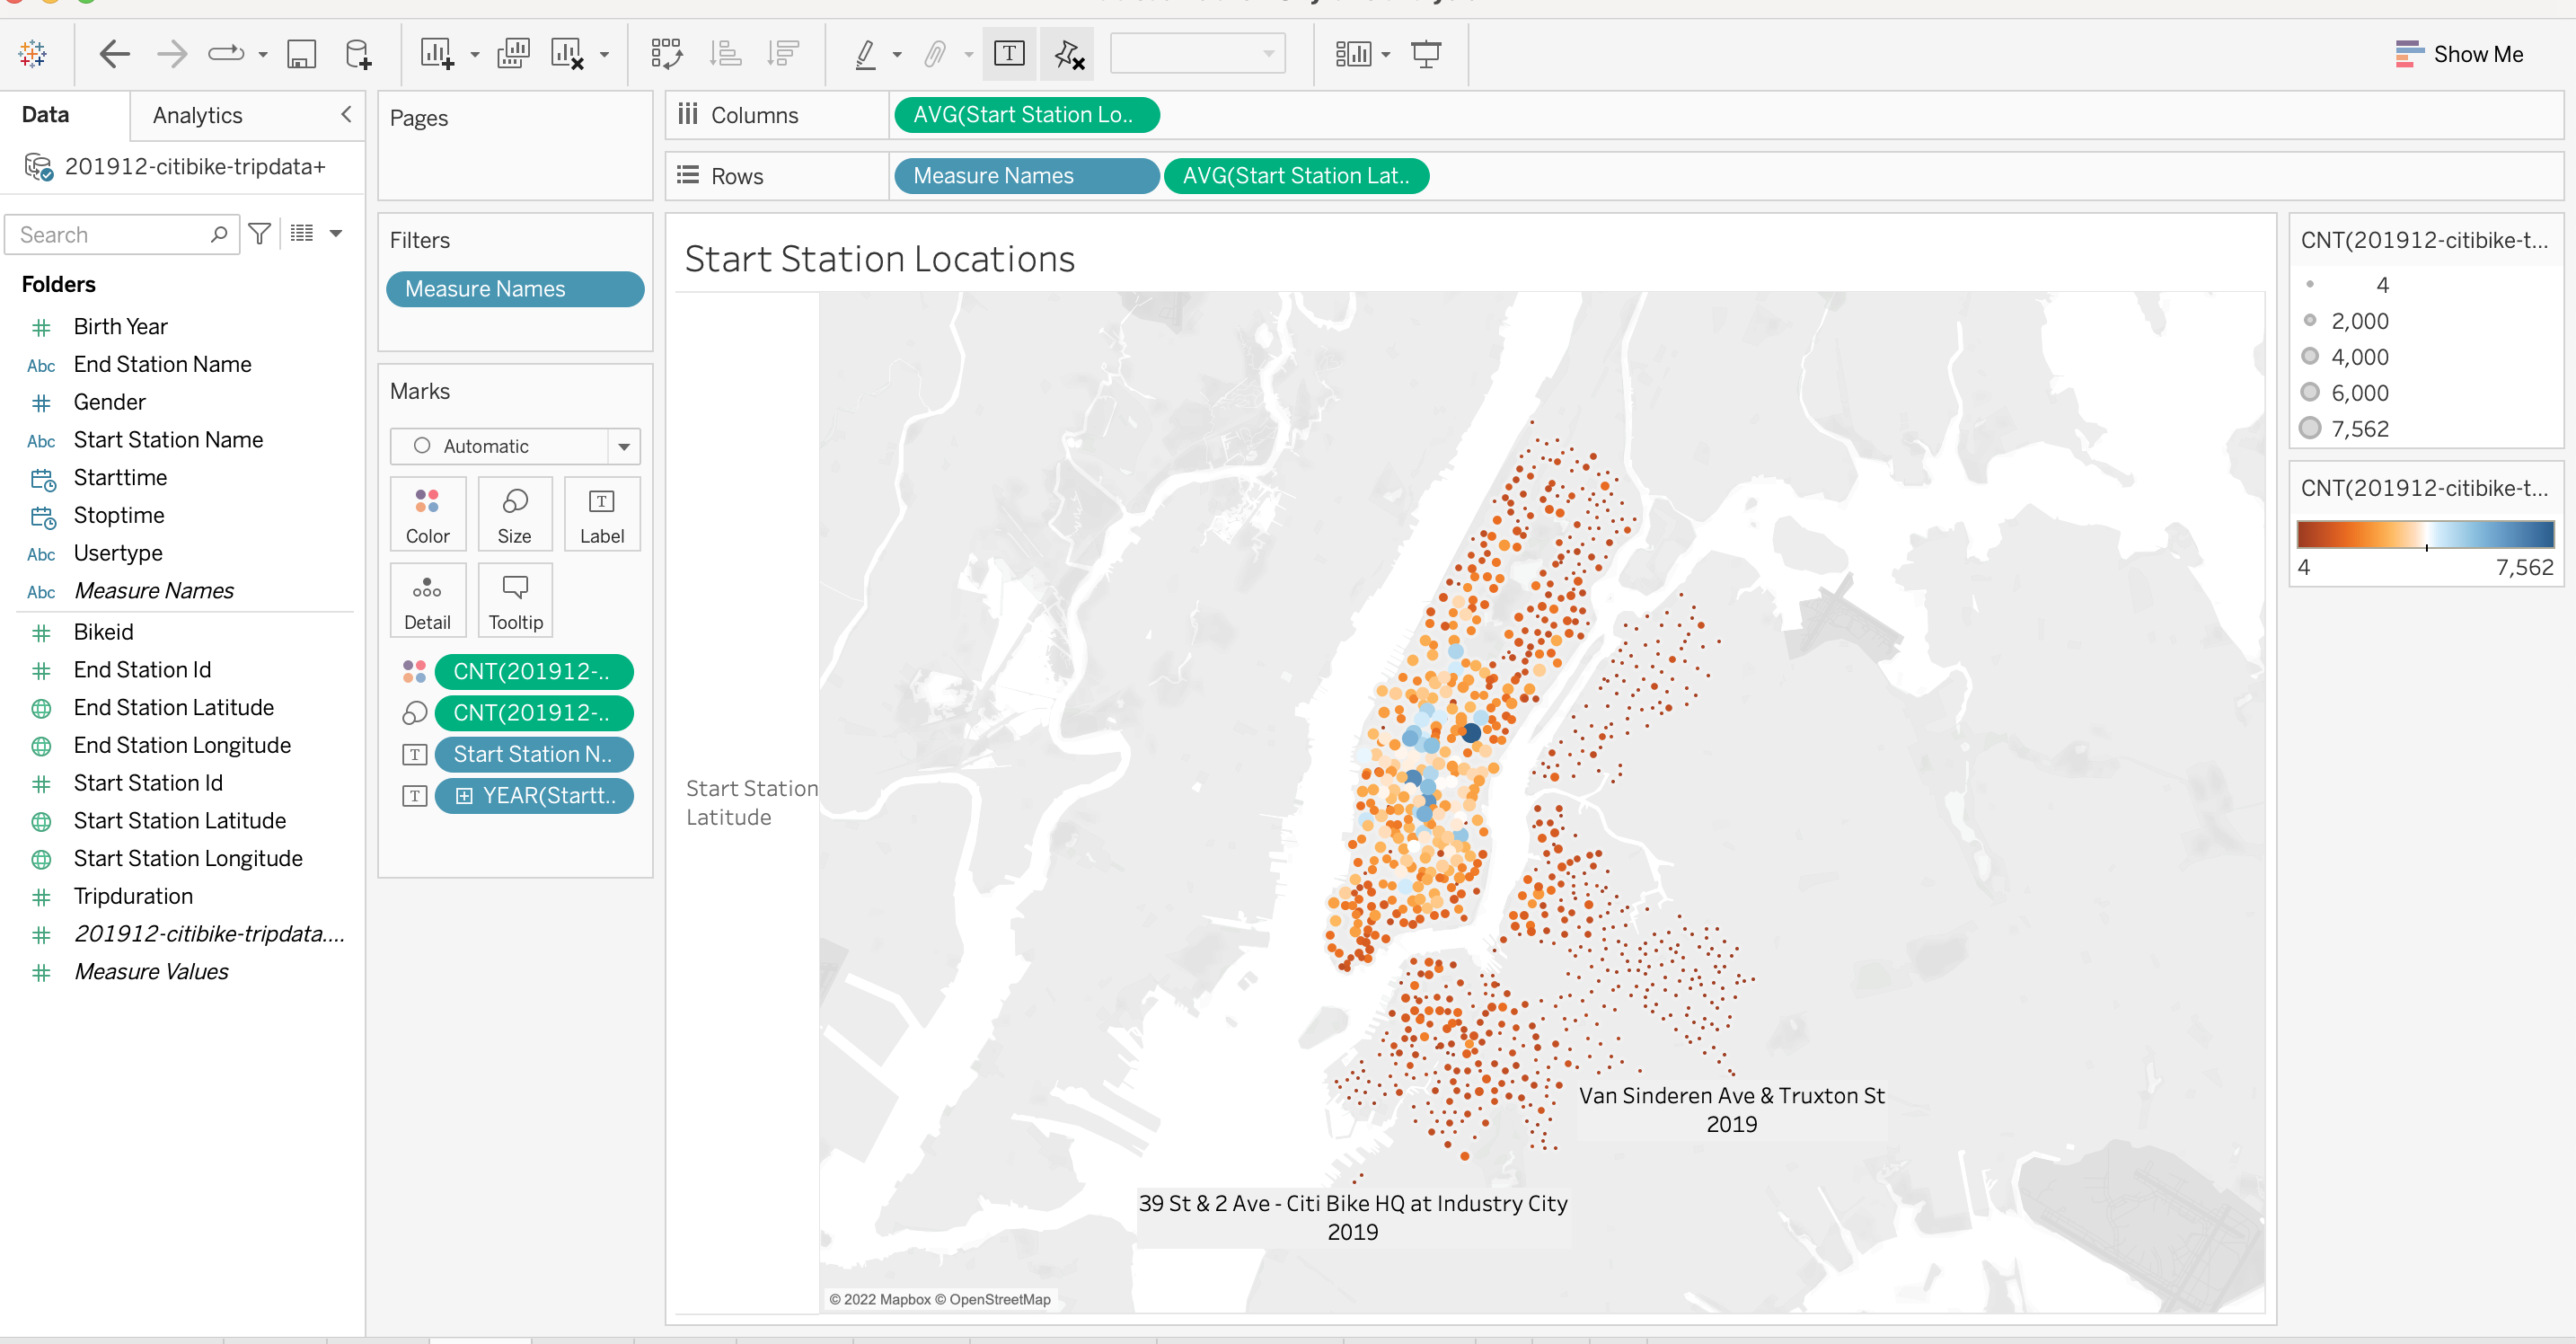 Show Me
Data
Analytics
201912-citibike-tripdata+
Search
Folders
Birth Year
Abc End Station Name
Gender
Abc Start Station Name
Starttime
Stoptime
Abc Usertype
Abc Measure Names
Bikeid
End Station Id
End Station Latitude
End Station Longitude
Start Station Id
Start Station Latitude
Start Station Longitude
Tripduration
201912-citibike-tripdata....
Measure Values
Pages
Filters
Measure Names
Marks
Automatic
Color
Size
T
Label
Detail
Tooltip
CNT(201912-..
CNT(201912-..
T Start Station N..
T YEAR(Startt..
Columns
AVG(Start Station Lo..
Rows
Measure Names
AVG(Start Station Lat..
Start Station Locations
Start Station
Latitude
Van Sinderen Ave & Truxton St
2019
39 St & 2 Ave - Citi Bike HQ at Industry City
2019
© 2022 Mapbox © OpenStreetMap
CNT(201912-citibike-t...
4
2,000
4,000
6,000
7,562
CNT(201912-citibike-t...
4 7,562